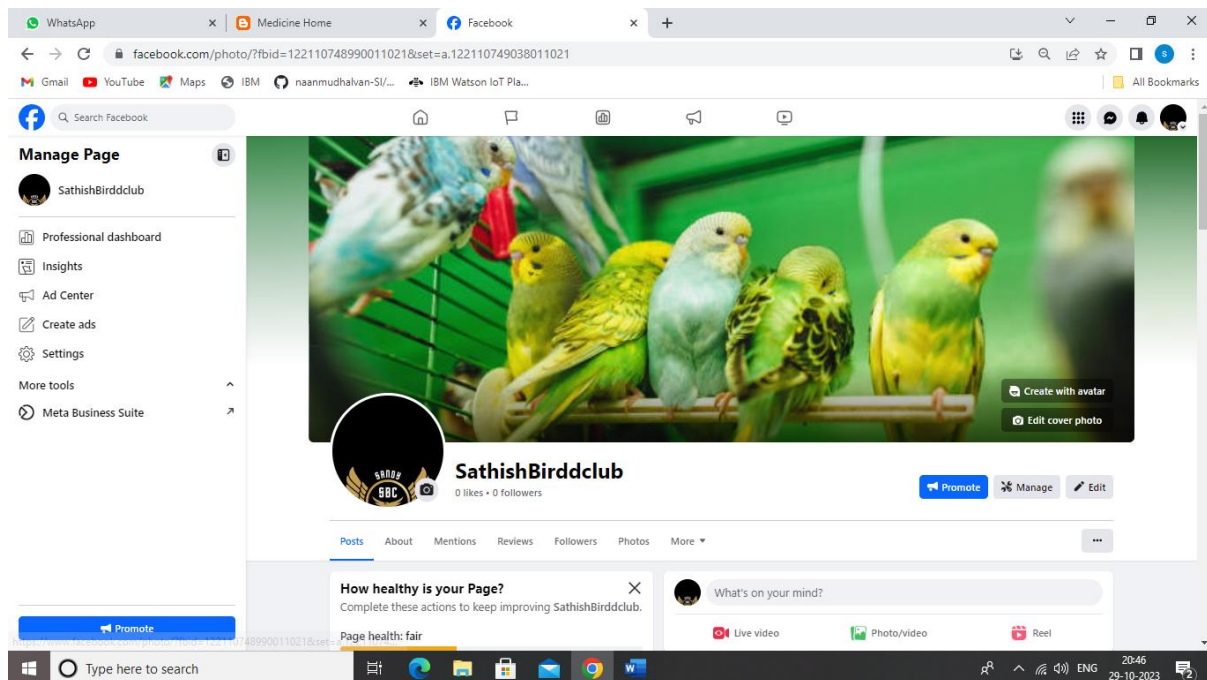 WhatsApp
Medicine Home
Facebook
facebook.com/photo/?fbid=122110748990011021&set=a.122110749038011021
S
Gmail
YouTube
Maps
IBM
naanmudhalvan-SI/...
IBM Watson IoT Pla...
All Bookmarks
Search Facebook
Manage Page
SathishBirddclub
Professional dashboard
Insights
Ad Center
Create ads
Settings
More tools
Meta Business Suite
Promote
Create with avatar
Edit cover photo
SANDY
SBC
SathishBirddclub
0 likes • 0 followers
Promote
Manage
Edit
Posts
About
Mentions
Reviews
Followers
Photos
More
How healthy is your Page?
Complete these actions to keep improving SathishBirddclub.
Page health: fair
What's on your mind?
Live video
Photo/video
Reel
Type here to search
W
ENG
20:46
29-10-2023
2